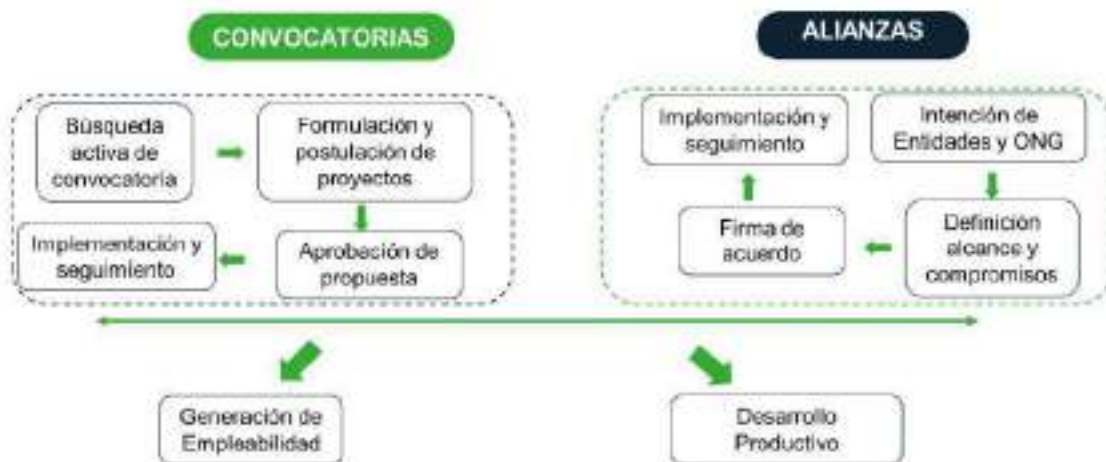 CONVOCATORIAS
Búsqueda
activa de
convocatoria
Formulación y
postulación de
proyectos
Implementación y
seguimiento
Aprobación de
propuesta
ALIANZAS
Implementación y
seguimiento
Intención de
Entidades y ONG
Firma de
acuerdo
Definición
alcance y
compromisos
Generación de
Empleabilidad
Desarrollo
Productivo